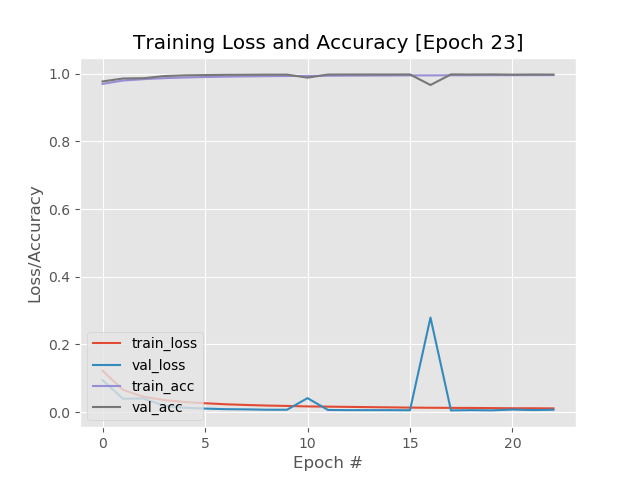 Training Loss and Accuracy [Epoch 23]
Loss/Accuracy
1.0
0.8
0.6
0.4
0.2
0.0
train_loss
val_loss
train_acc
val_acc
0 5 10 15 20
Epoch #